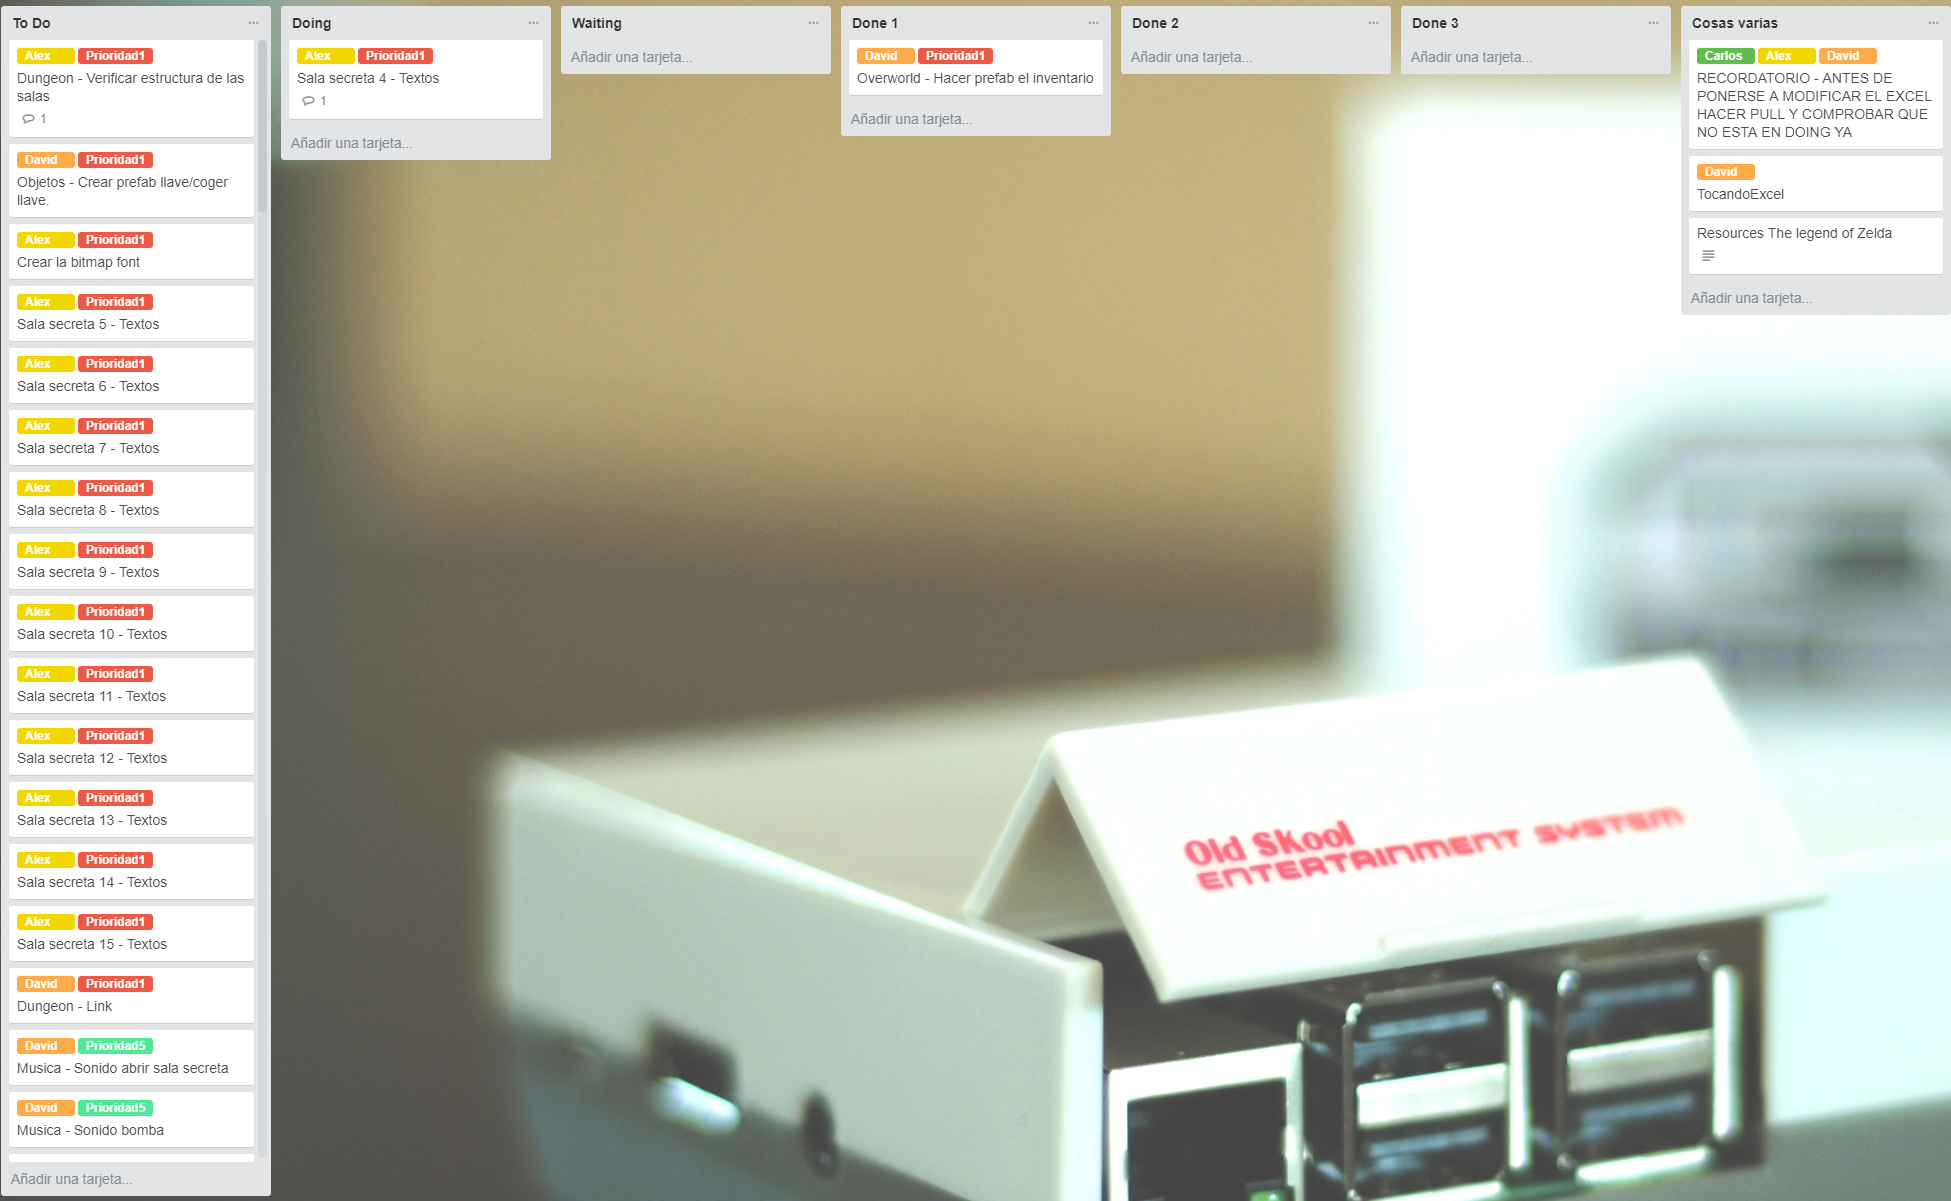 To Do
Alex Prioridad1
Dungeon - Verificar estructura de las
salas
1
David Prioridad1
Objetos - Crear prefab llave/coger
llave.
Alex Prioridad1
Crear la bitmap font
Alex Prioridad1
Sala secreta 5 - Textos
Alex Prioridad1
Sala secreta 6 - Textos
Alex Prioridad1
Sala secreta 7 - Textos
Alex Prioridad1
Sala secreta 8 - Textos
Alex Prioridad1
Sala secreta 9 - Textos
Alex Prioridad1
Sala secreta 10 - Textos
Alex Prioridad1
Sala secreta 11 - Textos
Alex Prioridad1
Sala secreta 12 - Textos
Alex Prioridad1
Sala secreta 13 - Textos
Alex Prioridad1
Sala secreta 14 - Textos
Alex Prioridad1
Sala secreta 15 - Textos
David Prioridad1
Dungeon - Link
David Prioridad5
Musica - Sonido abrir sala secreta
David Prioridad5
Musica - Sonido bomba
Añadir una tarjeta...
Doing
Alex Prioridad1
Sala secreta 4 - Textos
1
Añadir una tarjeta...
Waiting
Añadir una tarjeta...
Done 1
David Prioridad1
Overworld - Hacer prefab el inventario
Añadir una tarjeta...
Done 2
Añadir una tarjeta...
Done 3
Añadir una tarjeta...
Cosas varias
Carlos Alex David
RECORDATORIO - ANTES DE
PONERSE A MODIFICAR EL EXCEL
HACER PULL Y COMPROBAR QUE
NO ESTA EN DOING YA
David
TocandoExcel
Resources The legend of Zelda
Añadir una tarjeta...
Old SKool
ENTERTAINMENT SYSTEM